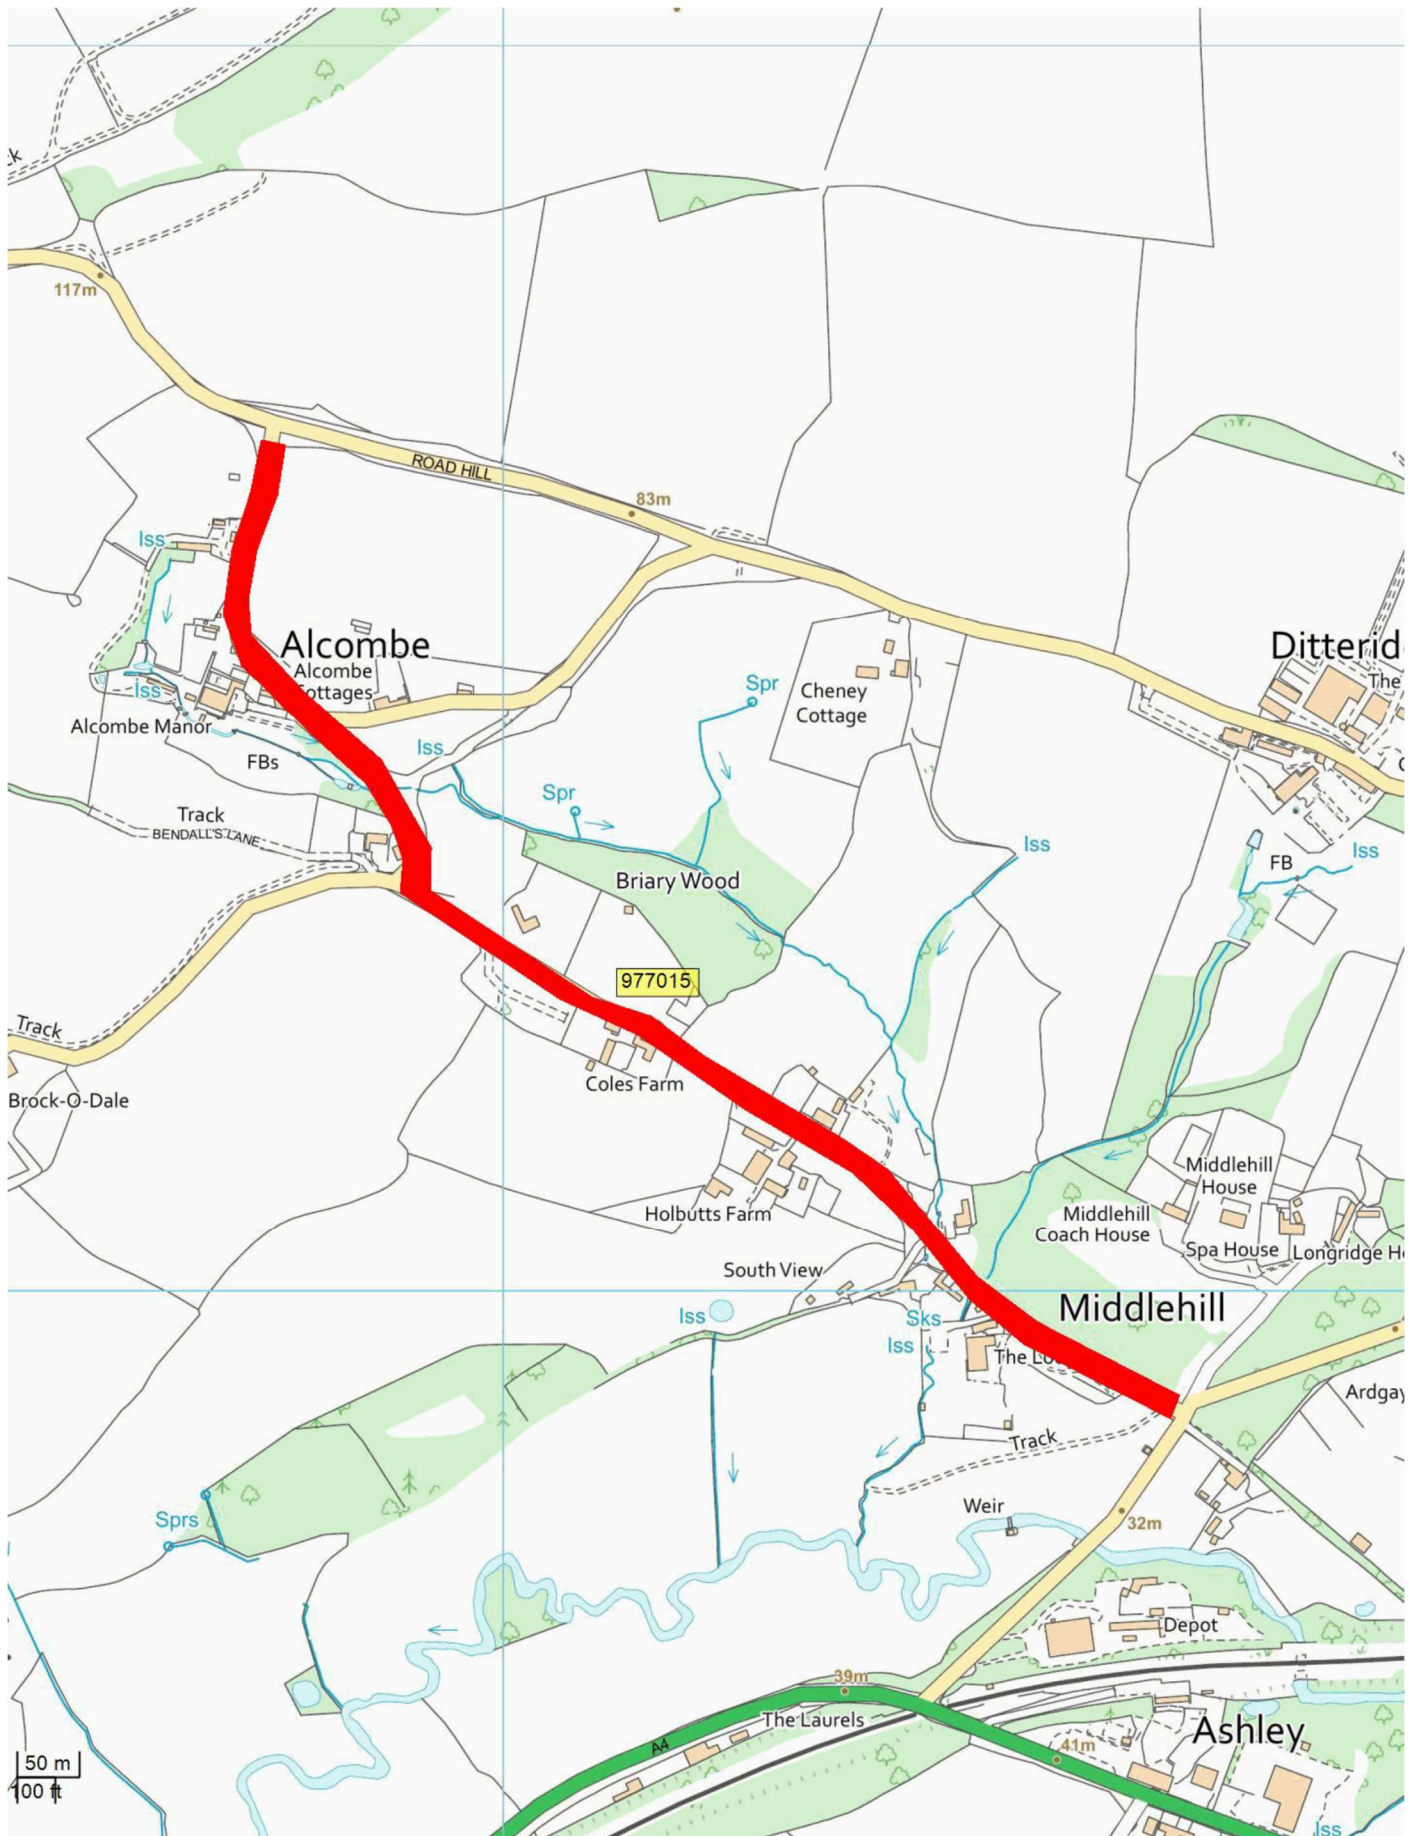 117m
ROAD HILL
83m
Iss
Alcombe
Alcombe
Cottages
Iss
Alcombe Manor
FBs
Iss
Spr
Spr
Cheney
Cottage
Ditterid
The
Track
BENDALL'S LANE
Briary Wood
Iss
FB
Iss
977015
Track
Coles Farm
Brock-O-Dale
Middlehill
House
Holbutts Farm
Middlehill
Coach House
Spa House
Longridge H
South View
Iss
Sks
Iss
Middlehill
The Lo
Ardgay
Track
Weir
Sprs
32m
Depot
39m
The Laurels
A4
Ashley
41m
50 m
100 ft
Iss